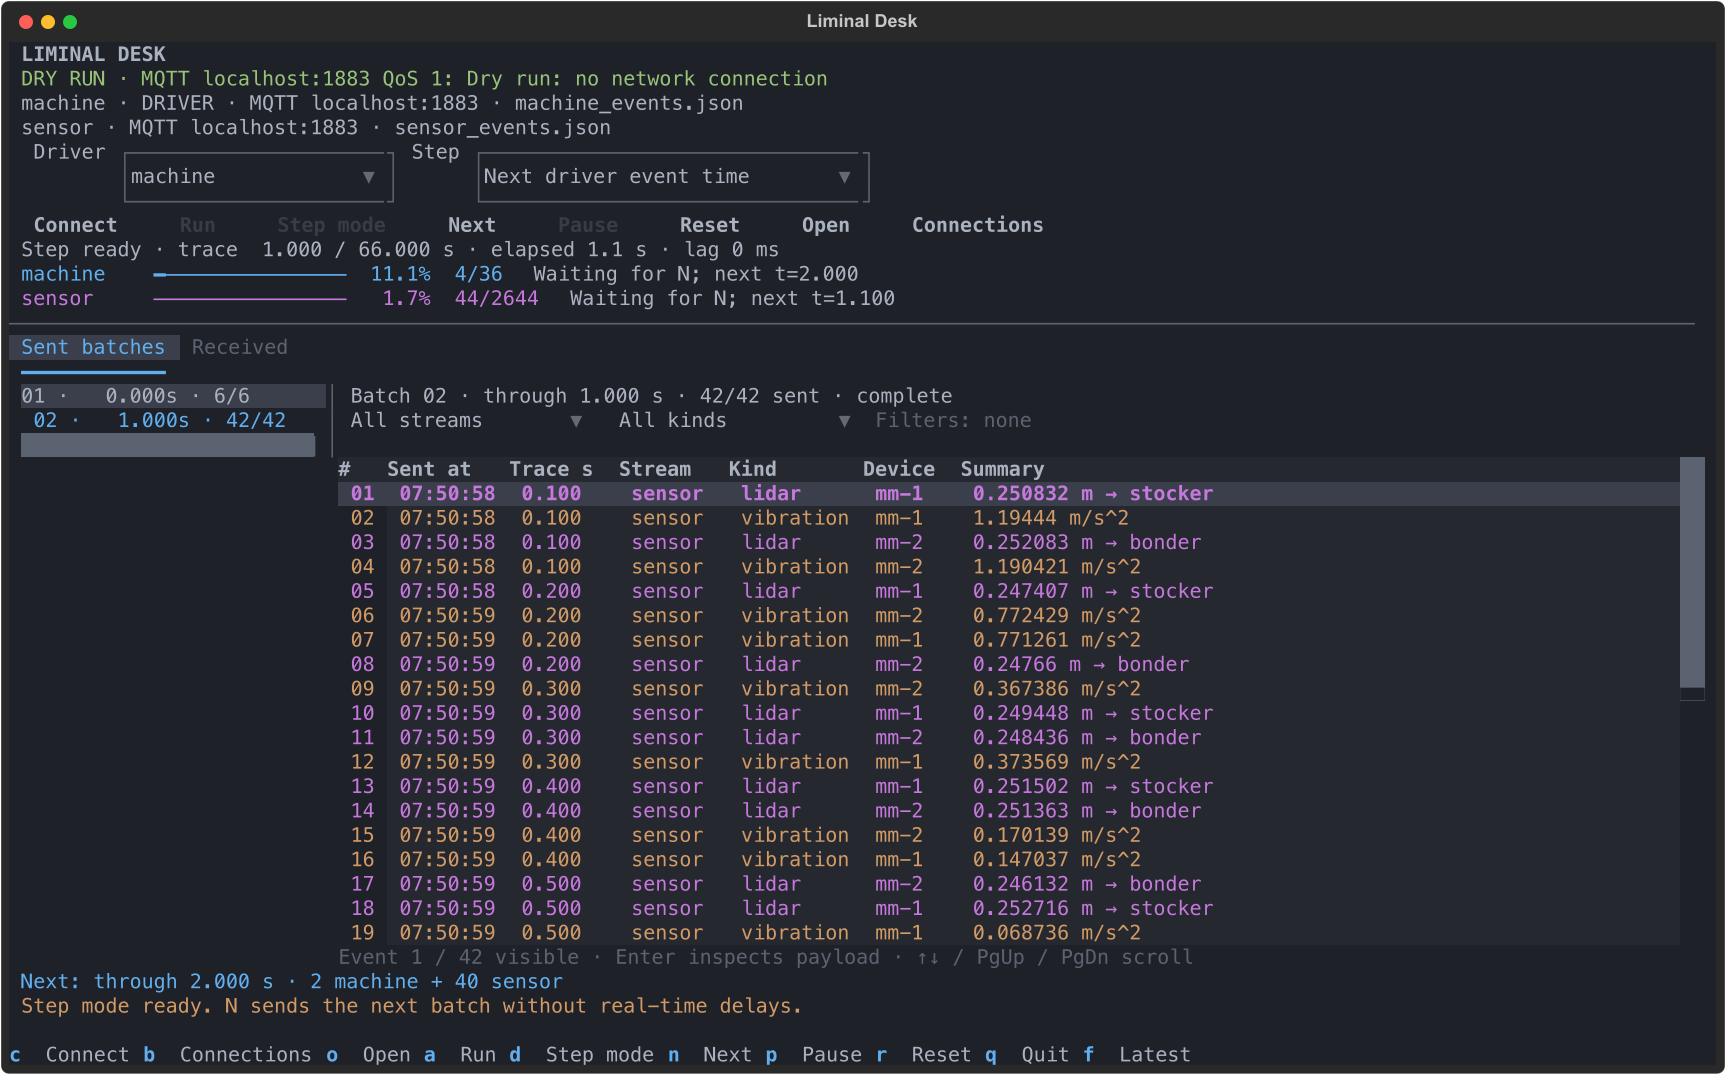 Liminal Desk
LIMINAL DESK
DRY RUN · MQTT localhost:1883 QoS 1: Dry run: no network connection
machine · DRIVER · MQTT localhost:1883 · machine_events.json
sensor · MQTT localhost:1883 · sensor_events.json
Driver machine ▼ Step Next driver event time ▼
Connect Run Step mode Next Pause Reset Open Connections
Step ready · trace 1.000 / 66.000 s · elapsed 1.1 s · lag 0 ms
machine 11.1% 4/36 Waiting for N; next t=2.000
sensor 1.7% 44/2644 Waiting for N; next t=1.100
Sent batches Received
01 · 0.000s · 6/6
02 · 1.000s · 42/42
Batch 02 · through 1.000 s · 42/42 sent · complete
All streams ▼ All kinds ▼ Filters: none
# Sent at Trace s Stream Kind Device Summary
01 07:50:58 0.100 sensor lidar mm-1 0.250832 m → stocker
02 07:50:58 0.100 sensor vibration mm-1 1.19444 m/s^2
03 07:50:58 0.100 sensor lidar mm-2 0.252083 m → bonder
04 07:50:58 0.100 sensor vibration mm-2 1.190421 m/s^2
05 07:50:58 0.200 sensor lidar mm-1 0.247407 m → stocker
06 07:50:59 0.200 sensor vibration mm-2 0.772429 m/s^2
07 07:50:59 0.200 sensor vibration mm-1 0.771261 m/s^2
08 07:50:59 0.200 sensor lidar mm-2 0.24766 m → bonder
09 07:50:59 0.300 sensor vibration mm-2 0.367386 m/s^2
10 07:50:59 0.300 sensor lidar mm-1 0.249448 m → stocker
11 07:50:59 0.300 sensor lidar mm-2 0.248436 m → bonder
12 07:50:59 0.300 sensor vibration mm-1 0.373569 m/s^2
13 07:50:59 0.400 sensor lidar mm-1 0.251502 m → stocker
14 07:50:59 0.400 sensor lidar mm-2 0.251363 m → bonder
15 07:50:59 0.400 sensor vibration mm-2 0.170139 m/s^2
16 07:50:59 0.400 sensor vibration mm-1 0.147037 m/s^2
17 07:50:59 0.500 sensor lidar mm-2 0.246132 m → bonder
18 07:50:59 0.500 sensor lidar mm-1 0.252716 m → stocker
19 07:50:59 0.500 sensor vibration mm-1 0.068736 m/s^2
Event 1 / 42 visible · Enter inspects payload · ↑↓ / PgUp / PgDn scroll
Next: through 2.000 s · 2 machine + 40 sensor
Step mode ready. N sends the next batch without real-time delays.
c Connect b Connections o Open a Run d Step mode n Next p Pause r Reset q Quit f Latest